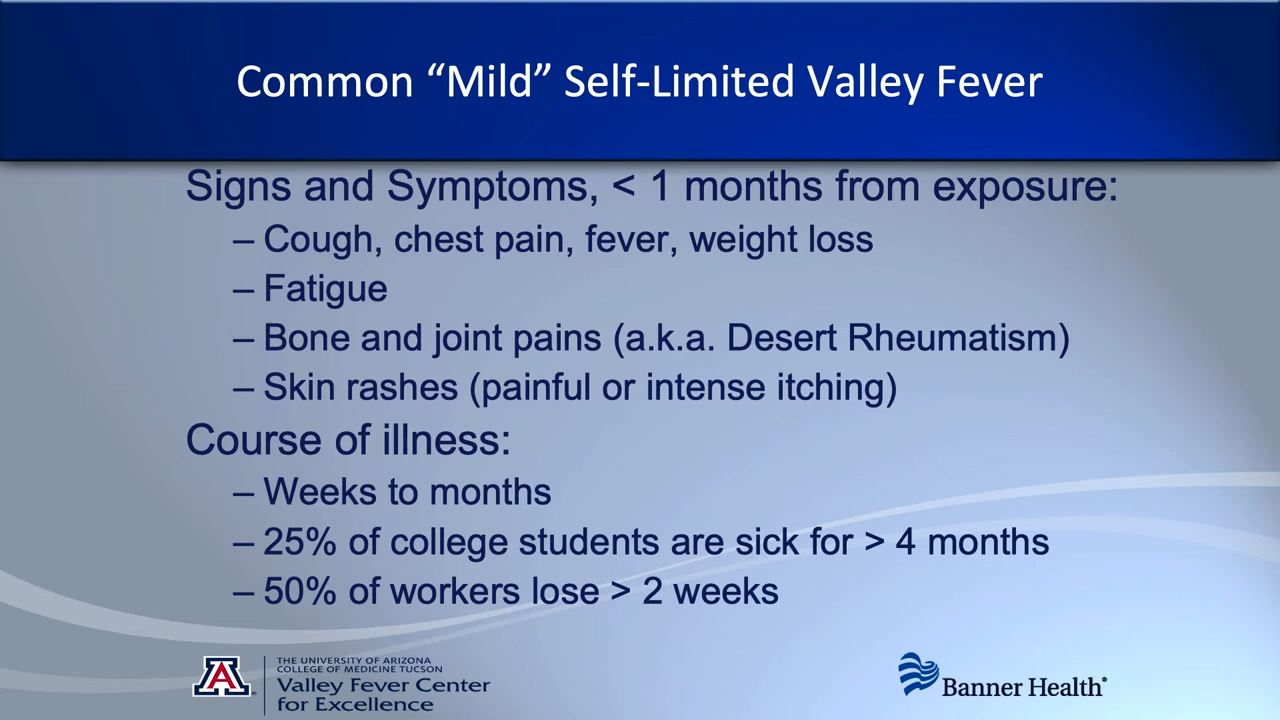 Common “Mild” Self-Limited Valley Fever
Signs and Symptoms, < 1 months from exposure:
– Cough, chest pain, fever, weight loss
– Fatigue
– Bone and joint pains (a.k.a. Desert Rheumatism)
– Skin rashes (painful or intense itching)
Course of illness:
– Weeks to months
– 25% of college students are sick for > 4 months
– 50% of workers lose > 2 weeks
A
THE UNIVERSITY OF ARIZONA
COLLEGE OF MEDICINE TUCSON
Valley Fever Center
for Excellence
Banner Health®